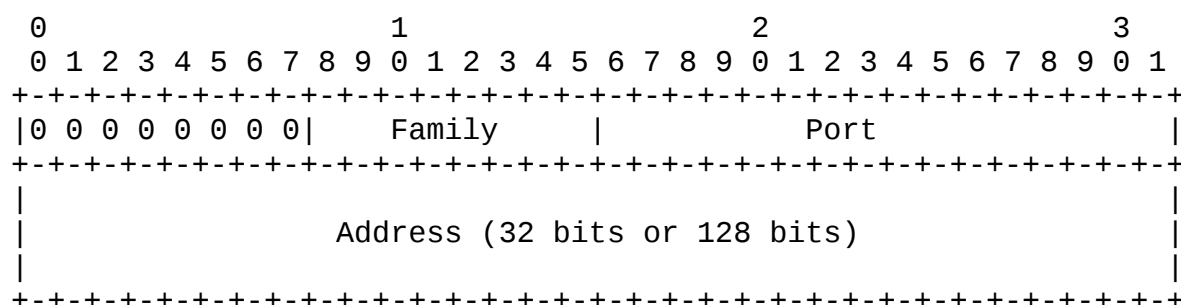 0                   1                   2                   3
 0 1 2 3 4 5 6 7 8 9 0 1 2 3 4 5 6 7 8 9 0 1 2 3 4 5 6 7 8 9 0 1
+-+-+-+-+-+-+-+-+-+-+-+-+-+-+-+-+-+-+-+-+-+-+-+-+-+-+-+-+-+-+-+-+
|0 0 0 0 0 0 0 0|    Family     |           Port                |
+-+-+-+-+-+-+-+-+-+-+-+-+-+-+-+-+-+-+-+-+-+-+-+-+-+-+-+-+-+-+-+-+
|                                                               |
|                 Address (32 bits or 128 bits)                 |
|                                                               |
+-+-+-+-+-+-+-+-+-+-+-+-+-+-+-+-+-+-+-+-+-+-+-+-+-+-+-+-+-+-+-+-+